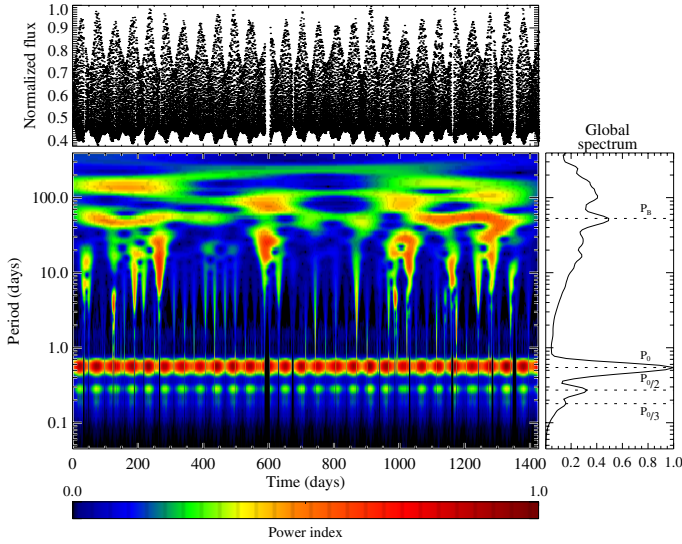 Normalized flux
1.0
0.9
0.8
0.7
0.6
0.5
0.4
Global
spectrum
Period (days)
100.0
10.0
1.0
0.1
P_B
P_0
P_0/2
P_0/3
0 200 400 600 800 1000 1200 1400
0.2 0.4 0.6 0.8 1.0
Time (days)
0.0 1.0
Power index